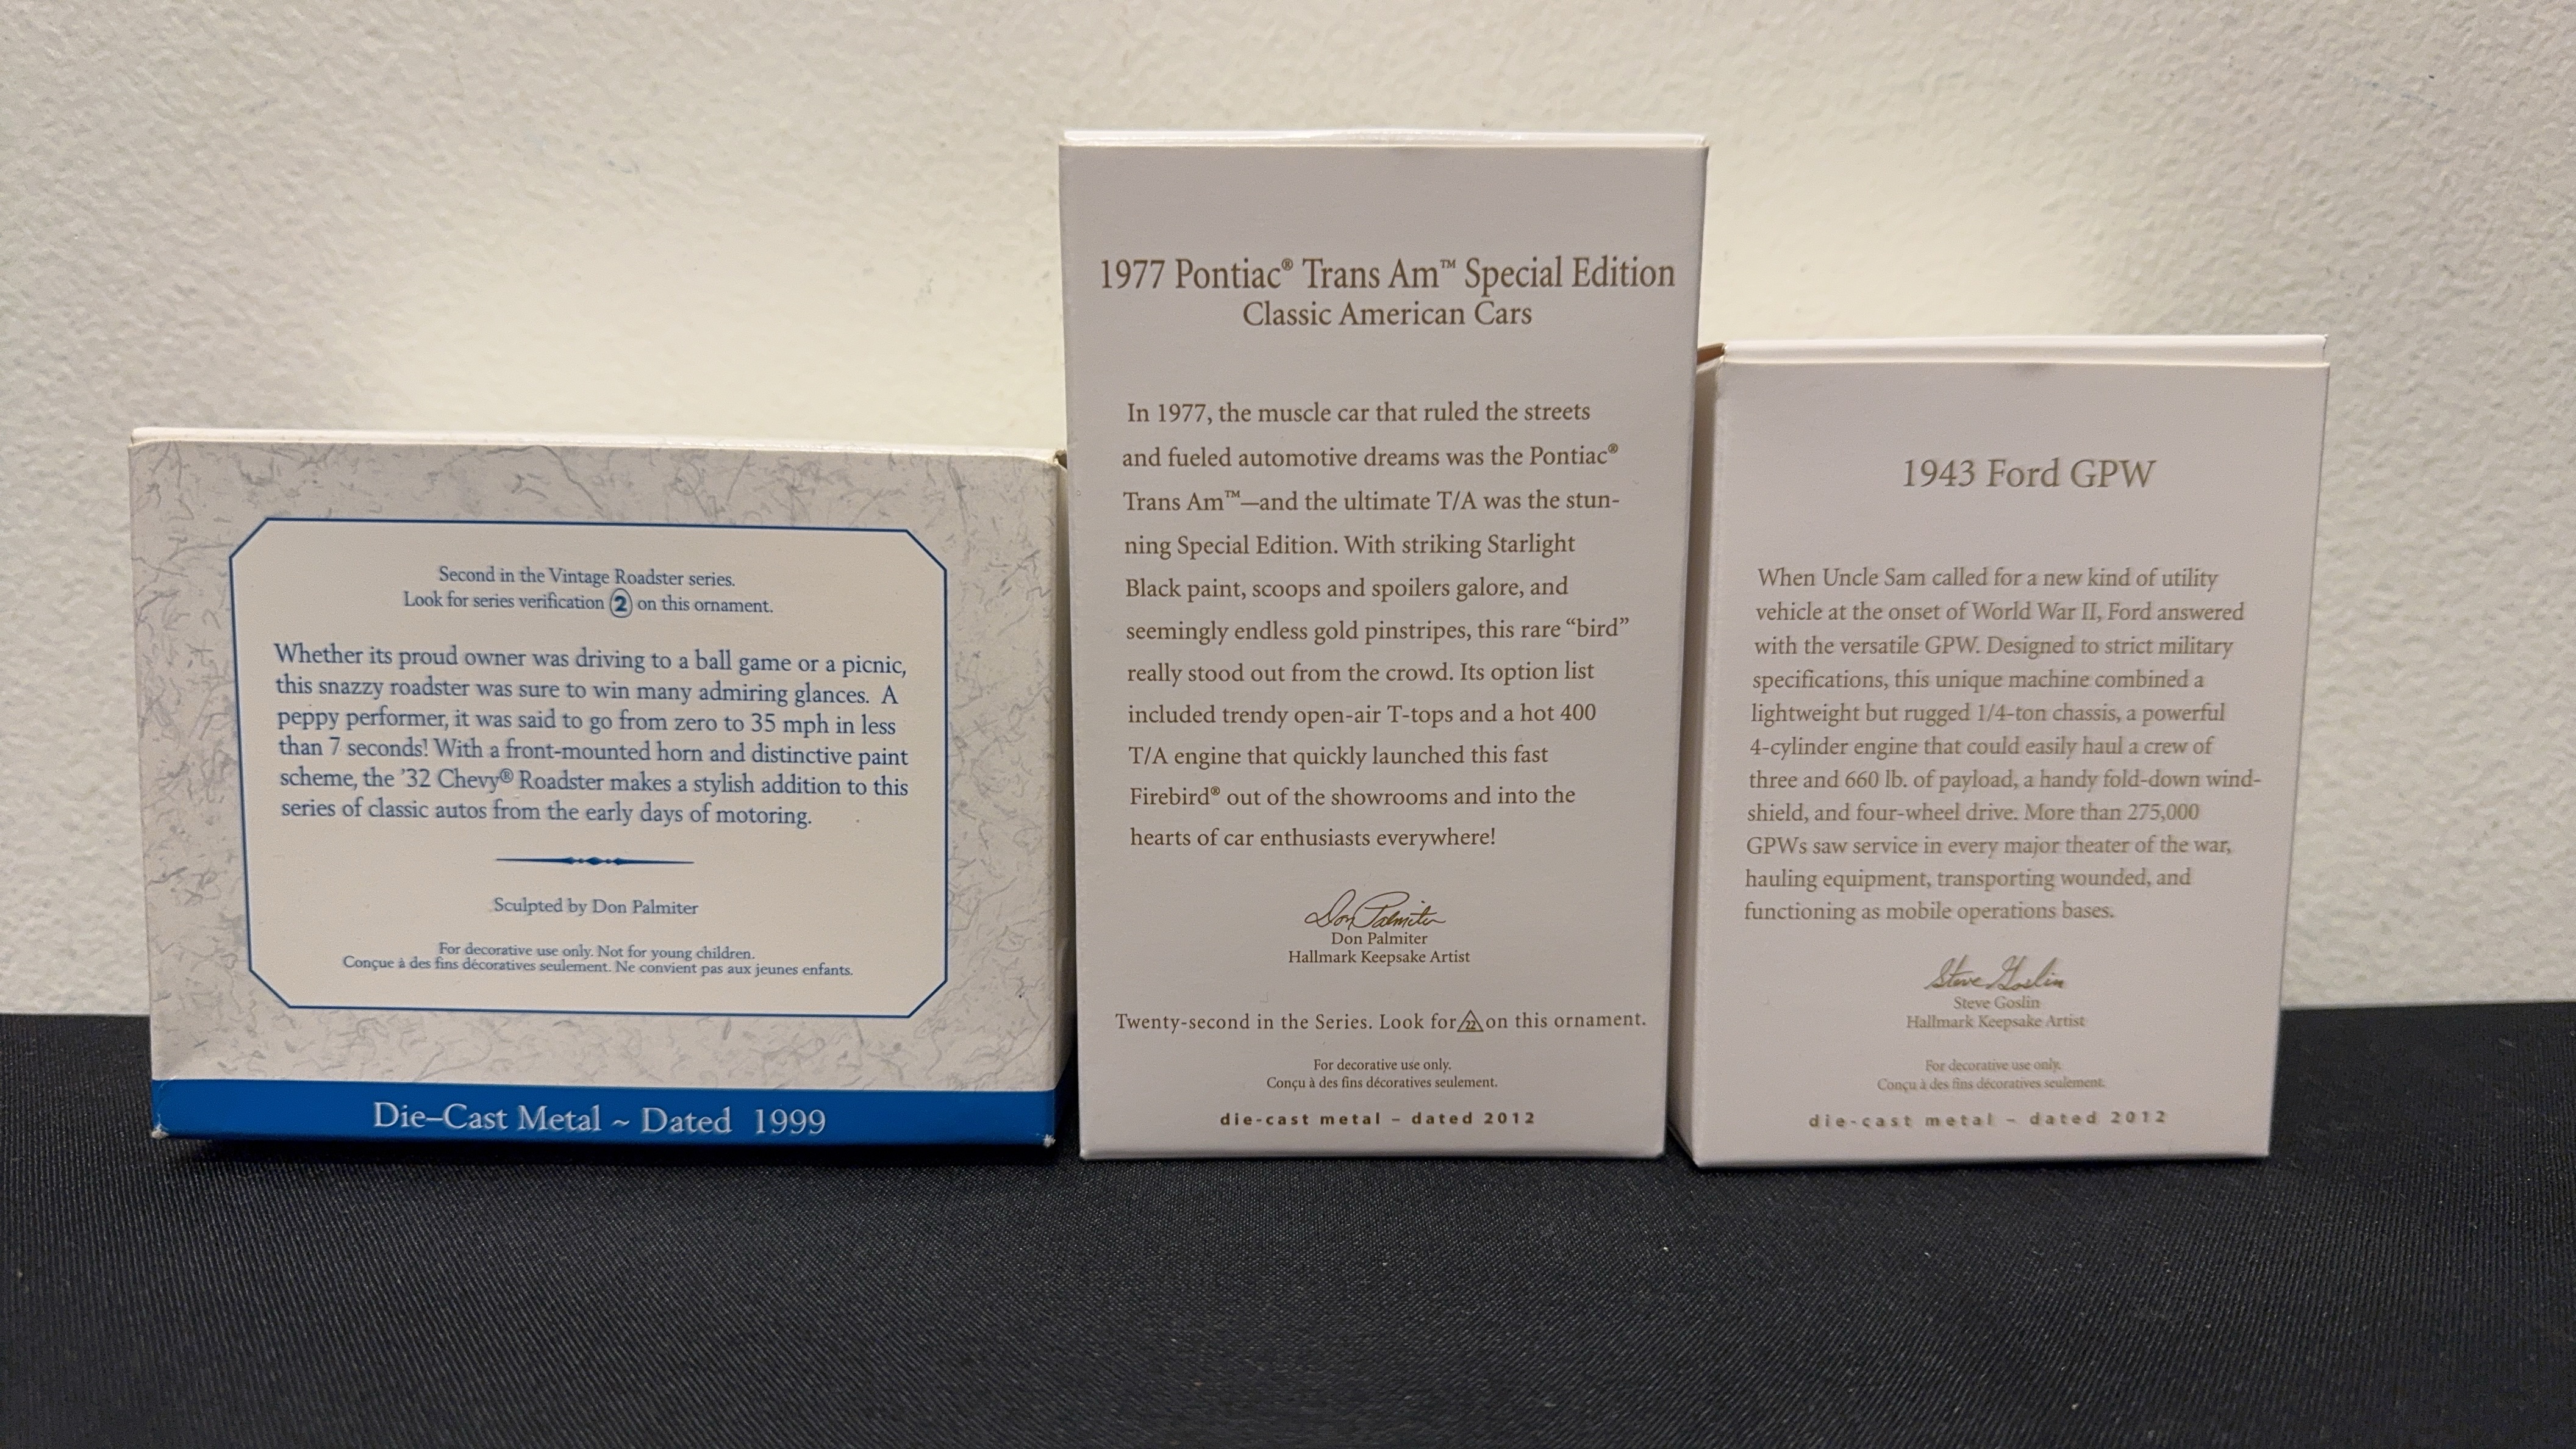 Second in the Vintage Roadster series.
Look for series verification 2 on this ornament.
Whether its proud owner was driving to a ball game or a picnic,
this snazzy roadster was sure to win many admiring glances. A
peppy performer, it was said to go from zero to 35 mph in less
than 7 seconds! With a front-mounted horn and distinctive paint
scheme, the '32 Chevy® Roadster makes a stylish addition to this
series of classic autos from the early days of motoring.
Sculpted by Don Palmiter
For decorative use only. Not for young children.
Conçue à des fins décoratives seulement. Ne convient pas aux jeunes enfants.
Die–Cast Metal ~ Dated 1999
1977 Pontiac® Trans Am™ Special Edition
Classic American Cars
In 1977, the muscle car that ruled the streets
and fueled automotive dreams was the Pontiac®
Trans Am™—and the ultimate T/A was the stun-
ning Special Edition. With striking Starlight
Black paint, scoops and spoilers galore, and
seemingly endless gold pinstripes, this rare “bird”
really stood out from the crowd. Its option list
included trendy open-air T-tops and a hot 400
T/A engine that quickly launched this fast
Firebird® out of the showrooms and into the
hearts of car enthusiasts everywhere!
Don Palmiter
Don Palmiter
Hallmark Keepsake Artist
Twenty-second in the Series. Look for 22 on this ornament.
For decorative use only.
Conçu à des fins décoratives seulement.
die-cast metal – dated 2012
1943 Ford GPW
When Uncle Sam called for a new kind of utility
vehicle at the onset of World War II, Ford answered
with the versatile GPW. Designed to strict military
specifications, this unique machine combined a
lightweight but rugged 1/4-ton chassis, a powerful
4-cylinder engine that could easily haul a crew of
three and 660 lb. of payload, a handy fold-down wind-
shield, and four-wheel drive. More than 275,000
GPWs saw service in every major theater of the war,
hauling equipment, transporting wounded, and
functioning as mobile operations bases.
Steve Goslin
Steve Goslin
Hallmark Keepsake Artist
For decorative use only.
Conçu à des fins décoratives seulement.
die-cast metal – dated 2012